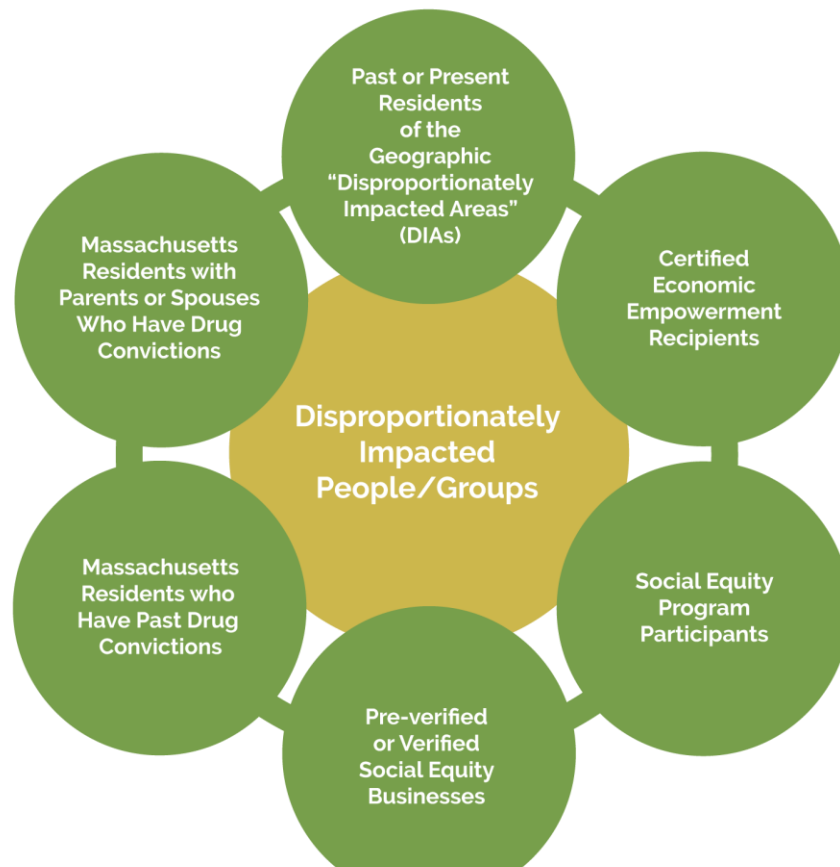 Past or Present
Residents
of the
Geographic
“Disproportionately
Impacted Areas”
(DIAs)
Certified
Economic
Empowerment
Recipients
Social Equity
Program
Participants
Pre-verified
or Verified
Social Equity
Businesses
Massachusetts
Residents who
Have Past Drug
Convictions
Massachusetts
Residents with
Parents or Spouses
Who Have Drug
Convictions
Disproportionately
Impacted
People/Groups